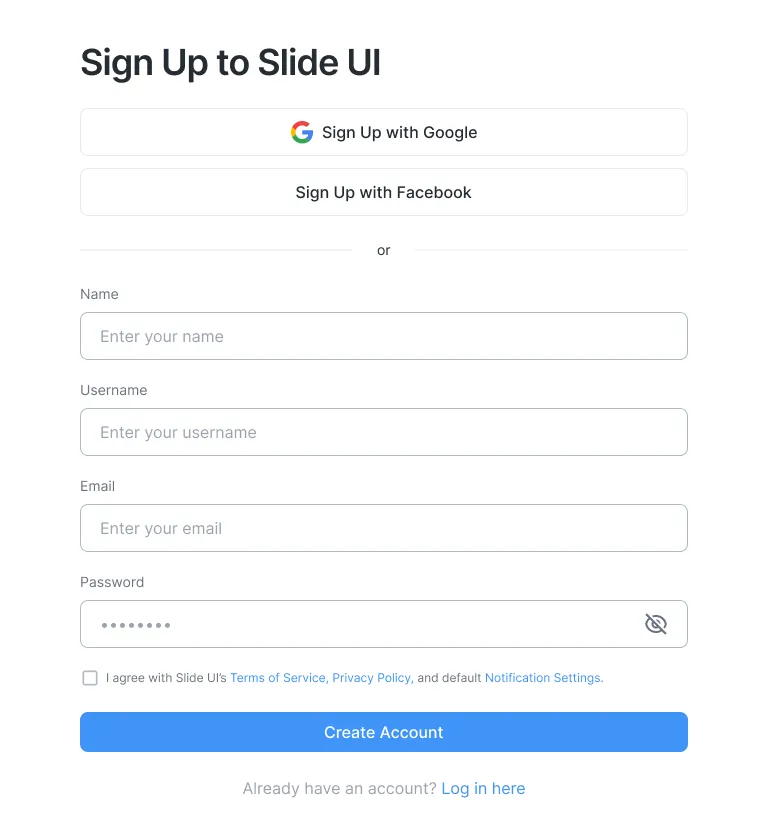 Sign Up to Slide UI
Sign Up with Google
Sign Up with Facebook
or
Name
Enter your name
Username
Enter your username
Email
Enter your email
Password
••••••••
I agree with Slide UI's Terms of Service, Privacy Policy, and default Notification Settings.
Create Account
Already have an account? Log in here